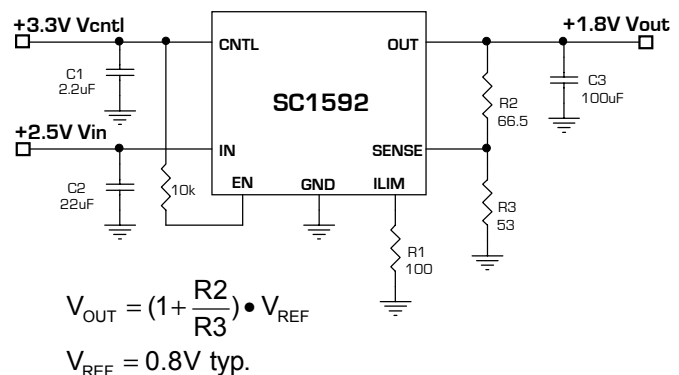 +3.3V Vcntl
+1.8V Vout
CNTL
OUT
C1
2.2uF
SC1592
R2
66.5
C3
100uF
+2.5V Vin
IN
SENSE
C2
22uF
10k
EN
GND
ILIM
R3
53
R1
100
V_OUT = (1+ R2/R3) • V_REF
V_REF = 0.8V typ.